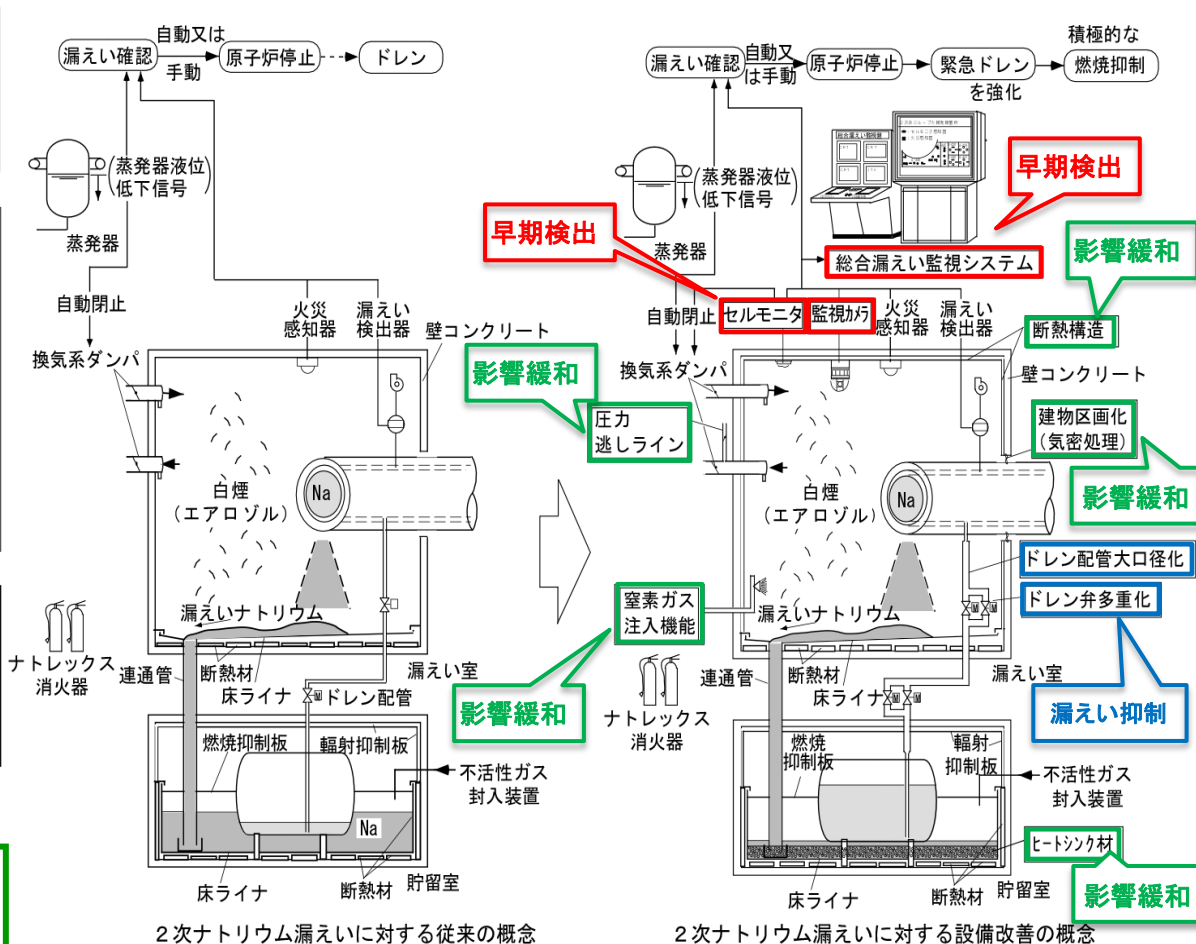 漏えい確認
自動又は
手動
原子炉停止
ドレン
(蒸発器液位
低下信号)
蒸発器
自動閉止
換気系ダンパ
火災
感知器
漏えい
検出器
壁コンクリート
白煙
(エアロゾル)
Na
漏えいナトリウム
ナトレックス
消火器
連通管
断熱材
床ライナ
漏えい室
M
ドレン配管
燃焼抑制板
輻射抑制板
不活性ガス
封入装置
Na
床ライナ
断熱材
貯留室
2次ナトリウム漏えいに対する従来の概念
漏えい確認
自動又
は手動
原子炉停止
緊急ドレン
を強化
積極的な
燃焼抑制
(蒸発器液位
低下信号)
蒸発器
総合漏えい監視盤
早期検出
早期検出
総合漏えい監視システム
影響緩和
自動閉止
セルモニタ
監視カメラ
火災
感知器
漏えい
検出器
断熱構造
換気系ダンパ
壁コンクリート
影響緩和
圧力
逃しライン
建物区画化
(気密処理)
影響緩和
白煙
(エアロゾル)
Na
ドレン配管大口径化
窒素ガス
注入機能
漏えいナトリウム
M
M
ドレン弁多重化
影響緩和
ナトレックス
消火器
連通管
断熱材
床ライナ
M
M
漏えい室
漏えい抑制
燃焼
抑制板
輻射
抑制板
不活性ガス
封入装置
ヒートシンク材
影響緩和
床ライナ
断熱材
貯留室
2次ナトリウム漏えいに対する設備改善の概念